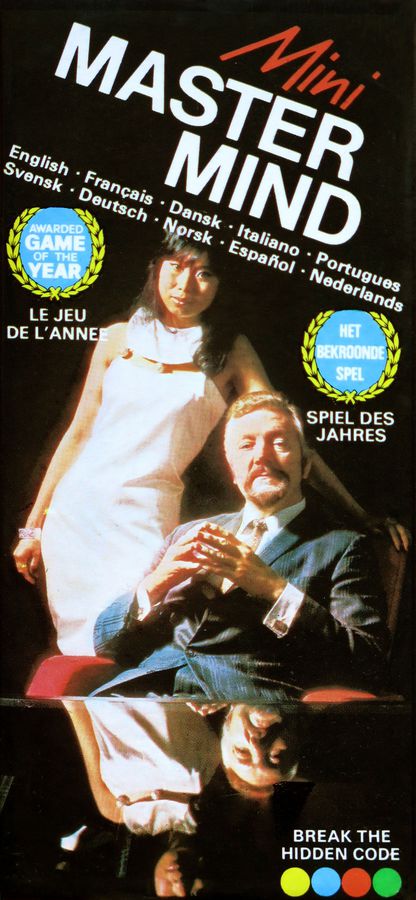 Mini
MASTER
MIND
English · Français · Dansk · Italiano · Portugues
Svensk · Deutsch · Norsk · Español · Nederlands
AWARDED
GAME
OF THE
YEAR
LE JEU
DE L'ANNEE
HET
BEKROONDE
SPEL
SPIEL DES
JAHRES
BREAK THE
HIDDEN CODE